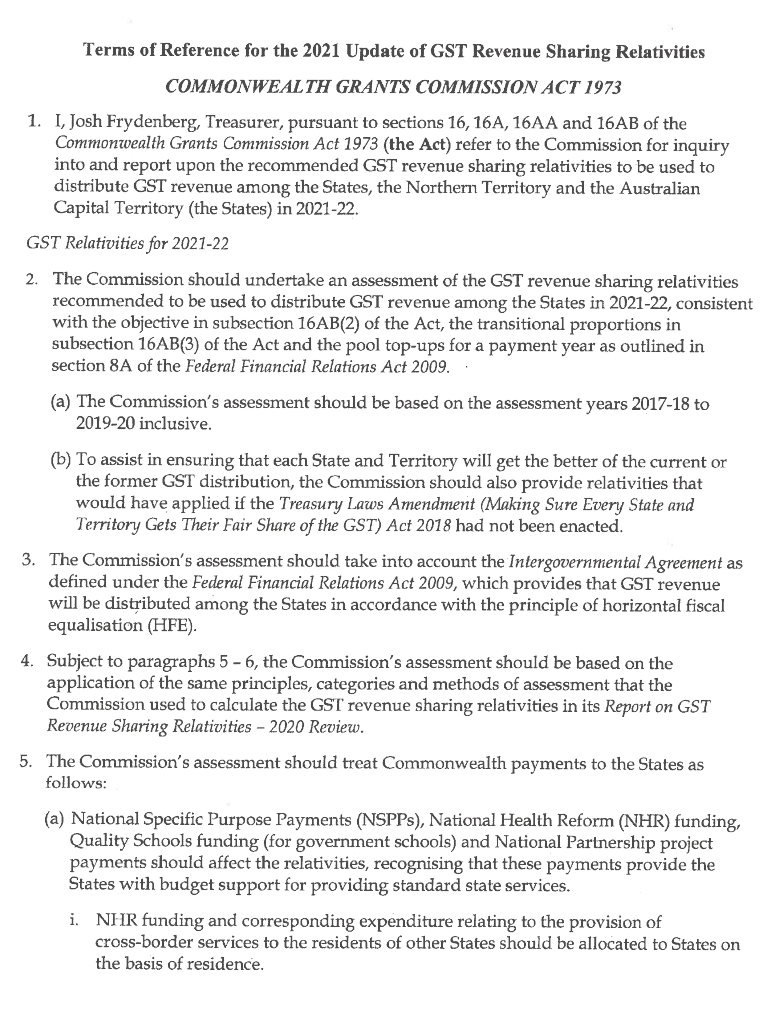 Terms of Reference for the 2021 Update of GST Revenue Sharing Relativities
COMMONWEALTH GRANTS COMMISSION ACT 1973
1. I, Josh Frydenberg, Treasurer, pursuant to sections 16, 16A, 16AA and 16AB of the
Commonwealth Grants Commission Act 1973 (the Act) refer to the Commission for inquiry
into and report upon the recommended GST revenue sharing relativities to be used to
distribute GST revenue among the States, the Northern Territory and the Australian
Capital Territory (the States) in 2021-22.
GST Relativities for 2021-22
2. The Commission should undertake an assessment of the GST revenue sharing relativities
recommended to be used to distribute GST revenue among the States in 2021-22, consistent
with the objective in subsection 16AB(2) of the Act, the transitional proportions in
subsection 16AB(3) of the Act and the pool top-ups for a payment year as outlined in
section 8A of the Federal Financial Relations Act 2009.
(a) The Commission's assessment should be based on the assessment years 2017-18 to
2019-20 inclusive.
(b) To assist in ensuring that each State and Territory will get the better of the current or
the former GST distribution, the Commission should also provide relativities that
would have applied if the Treasury Laws Amendment (Making Sure Every State and
Territory Gets Their Fair Share of the GST) Act 2018 had not been enacted.
3. The Commission's assessment should take into account the Intergovernmental Agreement as
defined under the Federal Financial Relations Act 2009, which provides that GST revenue
will be distributed among the States in accordance with the principle of horizontal fiscal
equalisation (HFE).
4. Subject to paragraphs 5 – 6, the Commission's assessment should be based on the
application of the same principles, categories and methods of assessment that the
Commission used to calculate the GST revenue sharing relativities in its Report on GST
Revenue Sharing Relativities – 2020 Review.
5. The Commission's assessment should treat Commonwealth payments to the States as
follows:
(a) National Specific Purpose Payments (NSPPs), National Health Reform (NHR) funding,
Quality Schools funding (for government schools) and National Partnership project
payments should affect the relativities, recognising that these payments provide the
States with budget support for providing standard state services.
i. NHR funding and corresponding expenditure relating to the provision of
cross-border services to the residents of other States should be allocated to States on
the basis of residence.